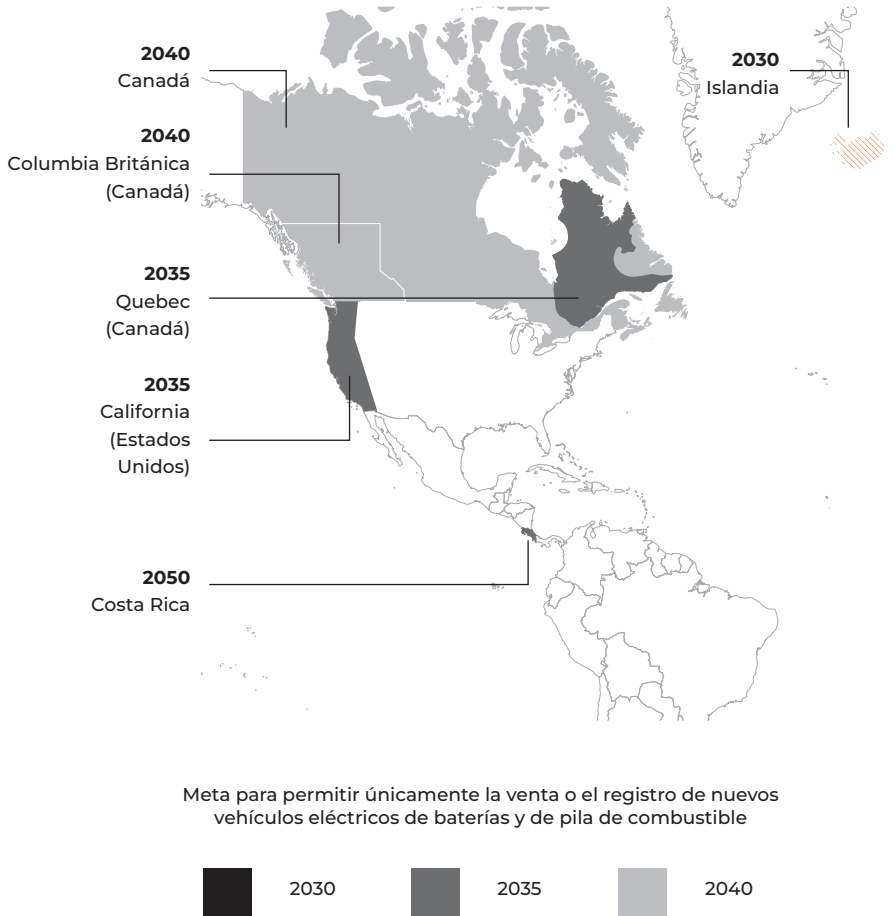 2040
Canadá
2030
Islandia
2040
Columbia Británica
(Canadá)
2035
Quebec
(Canadá)
2035
California
(Estados
Unidos)
2050
Costa Rica
Meta para permitir únicamente la venta o el registro de nuevos
vehículos eléctricos de baterías y de pila de combustible
2030
2035
2040